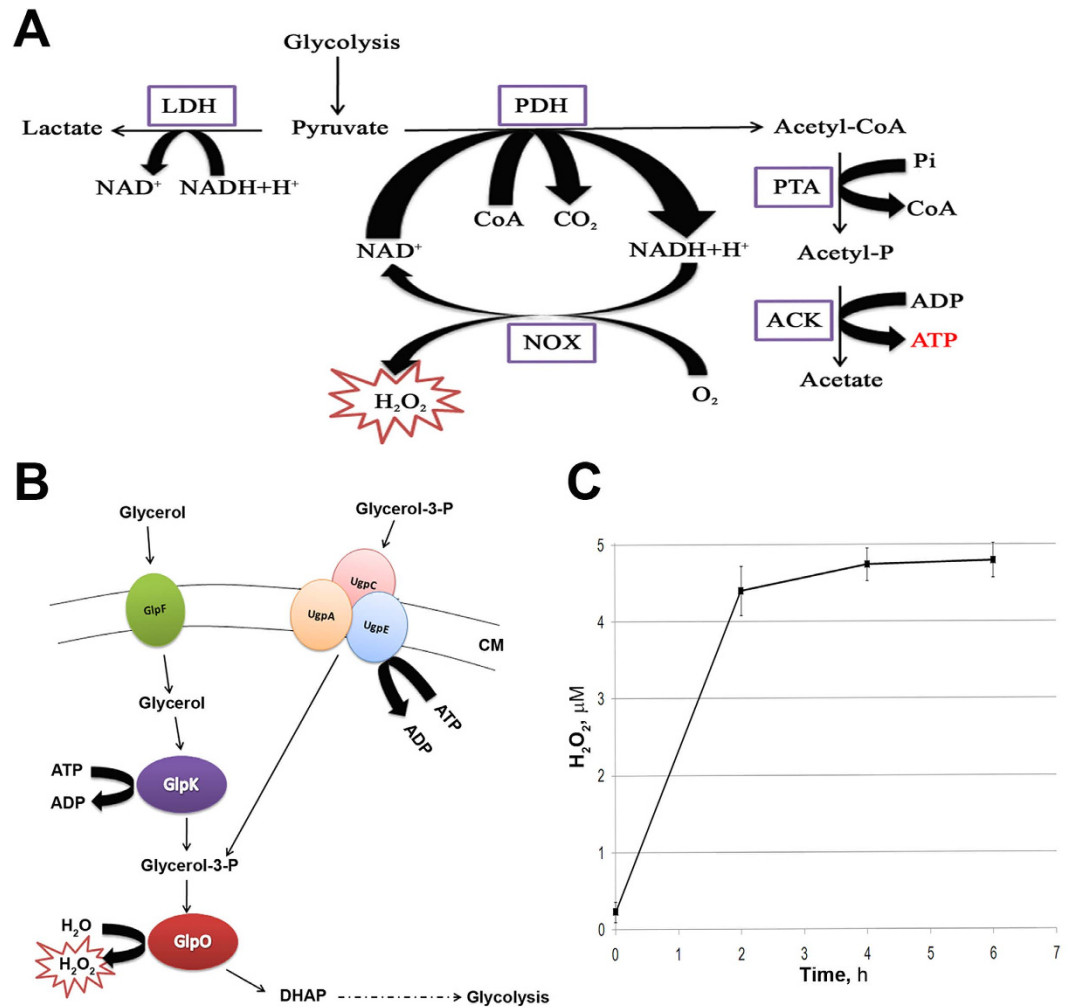 A
Glycolysis
LDH
PDH
Lactate
Pyruvate
Acetyl-CoA
NAD⁺
NADH+H⁺
CoA
CO₂
PTA
Pi
CoA
NAD⁺
NADH+H⁺
Acetyl-P
NOX
ACK
ADP
ATP
H₂O₂
O₂
Acetate
B
Glycerol
Glycerol-3-P
GlpF
UgpC
UgpA
UgpE
CM
Glycerol
ATP
ADP
ATP
ADP
GlpK
Glycerol-3-P
H₂O
H₂O₂
GlpO
DHAP
Glycolysis
C
H₂O₂, μM
5
4
3
2
1
0
0 1 2 3 4 5 6 7
Time, h